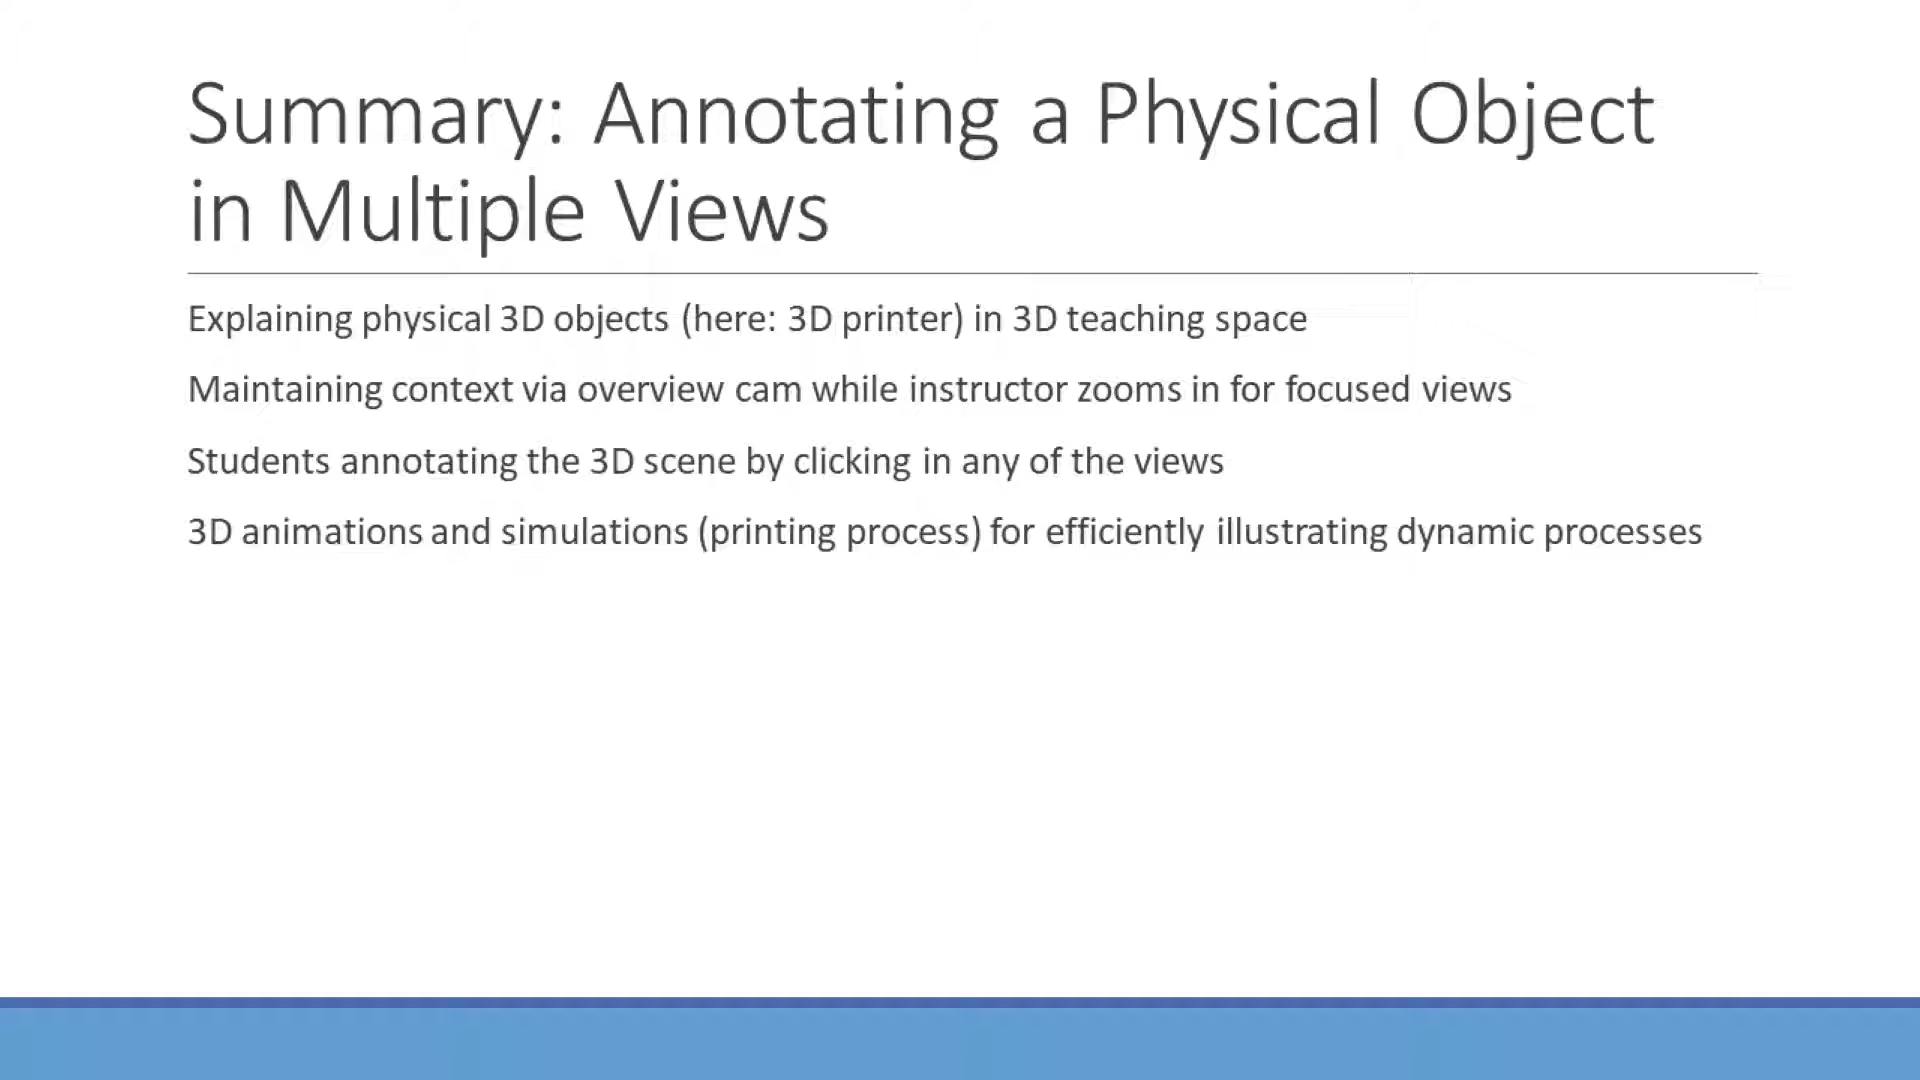 Summary: Annotating a Physical Object
in Multiple Views
Explaining physical 3D objects (here: 3D printer) in 3D teaching space
Maintaining context via overview cam while instructor zooms in for focused views
Students annotating the 3D scene by clicking in any of the views
3D animations and simulations (printing process) for efficiently illustrating dynamic processes